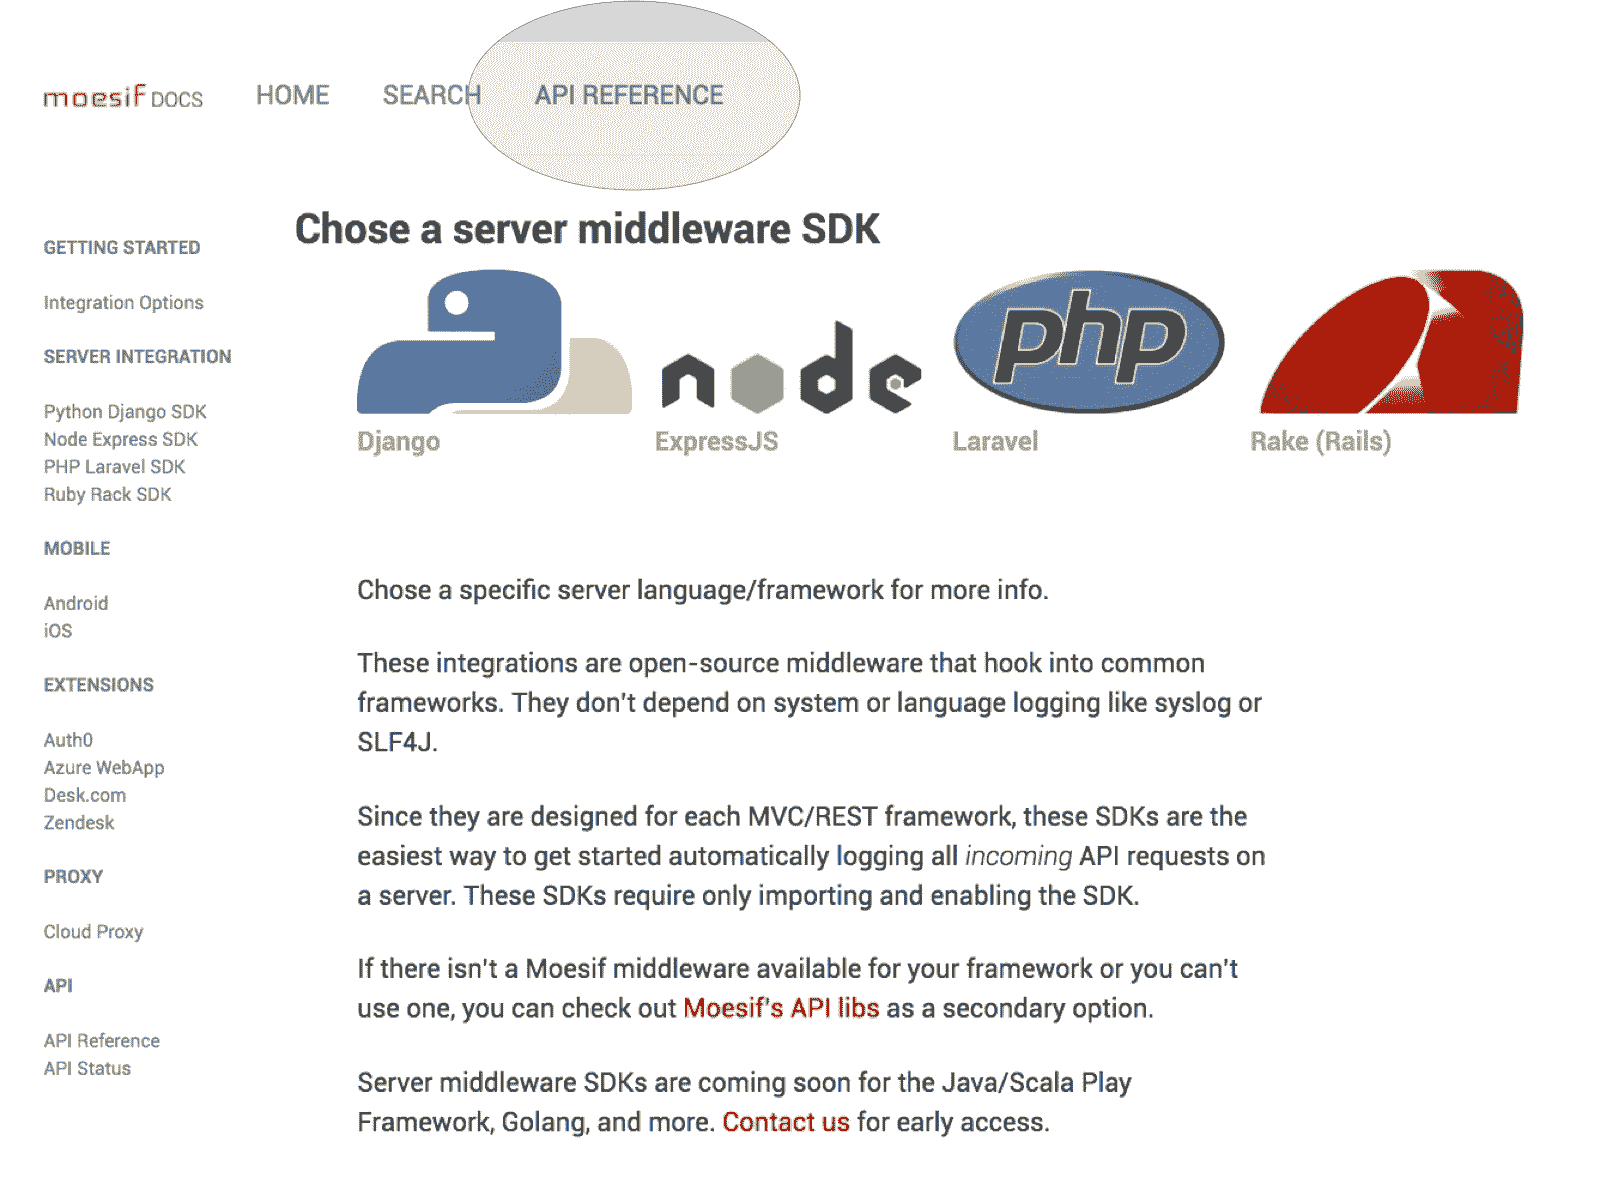 moesif DOCS
HOME
SEARCH
API REFERENCE
GETTING STARTED
Integration Options
SERVER INTEGRATION
Python Django SDK
Node Express SDK
PHP Laravel SDK
Ruby Rack SDK
MOBILE
Android
iOS
EXTENSIONS
Auth0
Azure WebApp
Desk.com
Zendesk
PROXY
Cloud Proxy
API
API Reference
API Status
Chose a server middleware SDK
node
php
Django
ExpressJS
Laravel
Rake (Rails)
Chose a specific server language/framework for more info.
These integrations are open-source middleware that hook into common
frameworks. They don't depend on system or language logging like syslog or
SLF4J.
Since they are designed for each MVC/REST framework, these SDKs are the
easiest way to get started automatically logging all incoming API requests on
a server. These SDKs require only importing and enabling the SDK.
If there isn't a Moesif middleware available for your framework or you can't
use one, you can check out Moesif's API libs as a secondary option.
Server middleware SDKs are coming soon for the Java/Scala Play
Framework, Golang, and more. Contact us for early access.